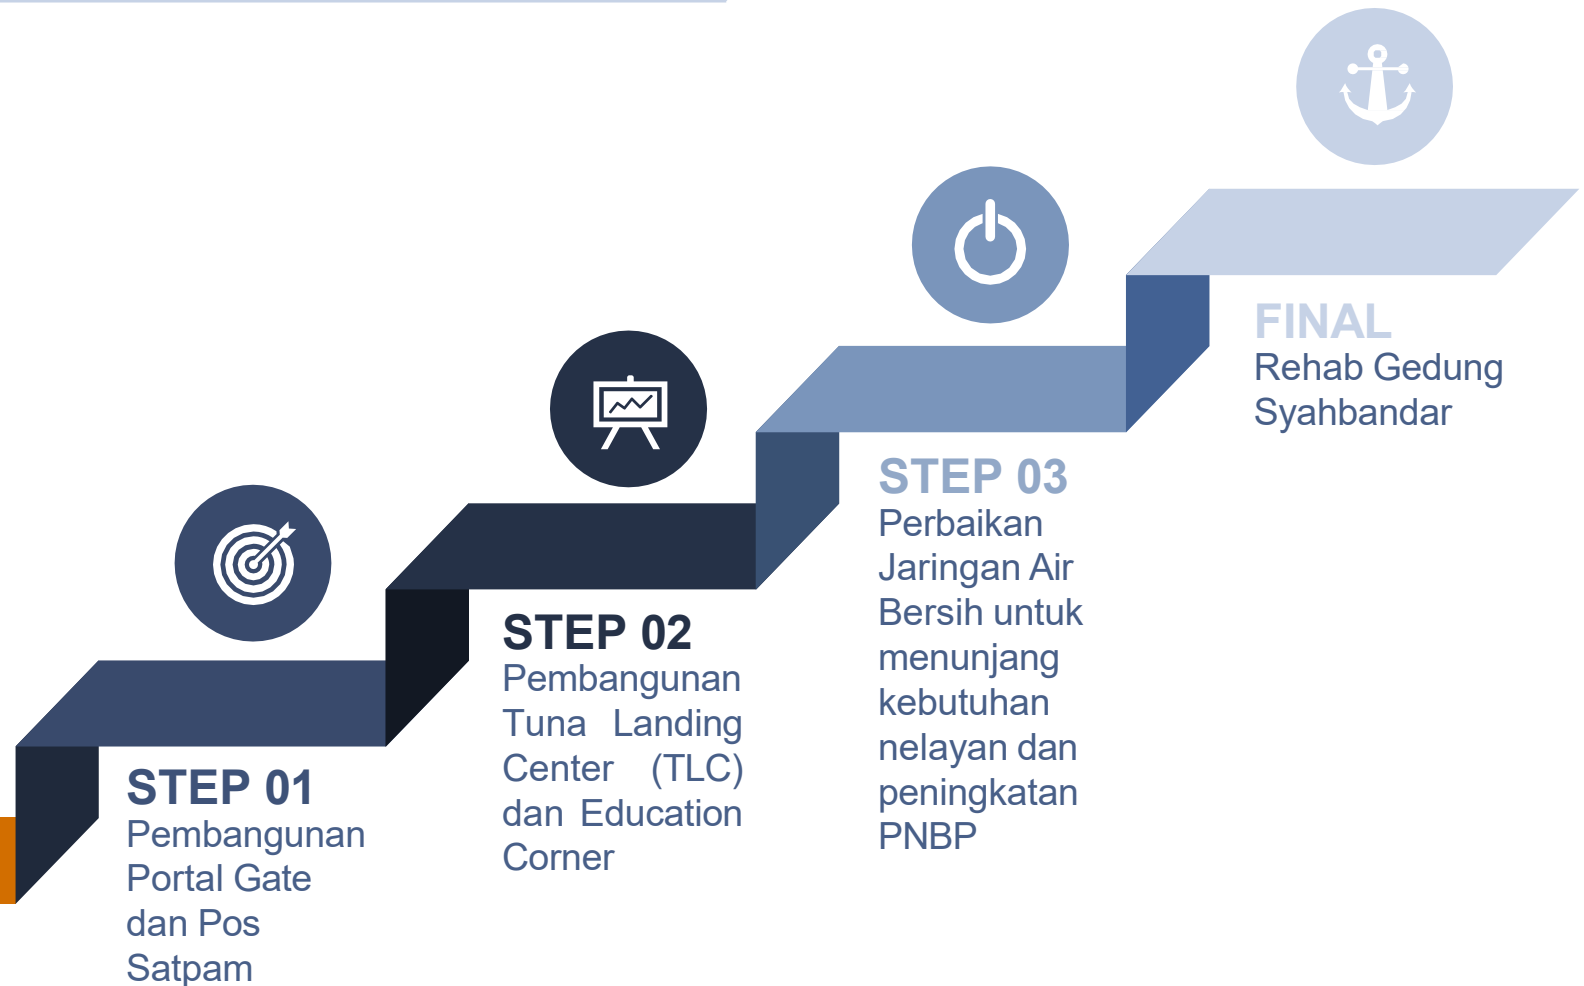 STEP 01
Pembangunan
Portal Gate
dan Pos
Satpam
STEP 02
Pembangunan
Tuna Landing
Center (TLC)
dan Education
Corner
STEP 03
Perbaikan
Jaringan Air
Bersih untuk
menunjang
kebutuhan
nelayan dan
peningkatan
PNBP
FINAL
Rehab Gedung
Syahbandar